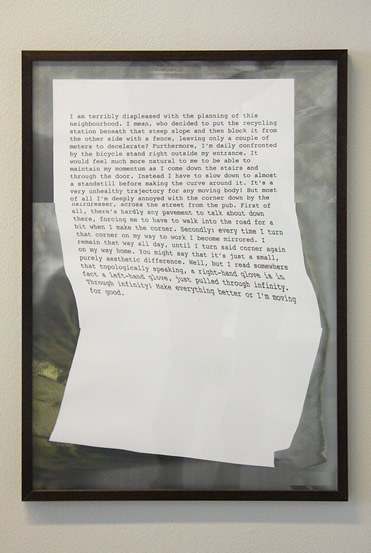 I am terribly displeased with the planning of this
neighbourhood. I mean, who decided to put the recycling
station beneath that steep slope and then block it from
the other side with a fence, leaving only a couple of
meters to decelerate? Furthermore, I'm daily confronted
by the bicycle stand right outside my entrance. It
would feel much more natural to me to be able to
maintain my momentum as I come down the stairs and
through the door. Instead I have to slow down to almost
a standstill before making the curve around it. It's a
very unhealthy trajectory for any moving body! But most
of all I'm deeply annoyed with the corner down by the
hairdresser, across the street from the pub. First of
all, there's hardly any pavement to talk about down
there, forcing me to have to walk into the road for a
bit when I make the corner. Secondly: every time I turn
that corner on my way to work I become mirrored. I
remain that way all day, until I turn said corner again
on my way home. You might say that it's just a small,
purely aesthetic difference. Well, but I read somewhere
that topologically speaking, a right-hand glove is in
fact a left-hand glove, just pulled through infinity.
Through infinity! Make everything better or I'm moving
for good.